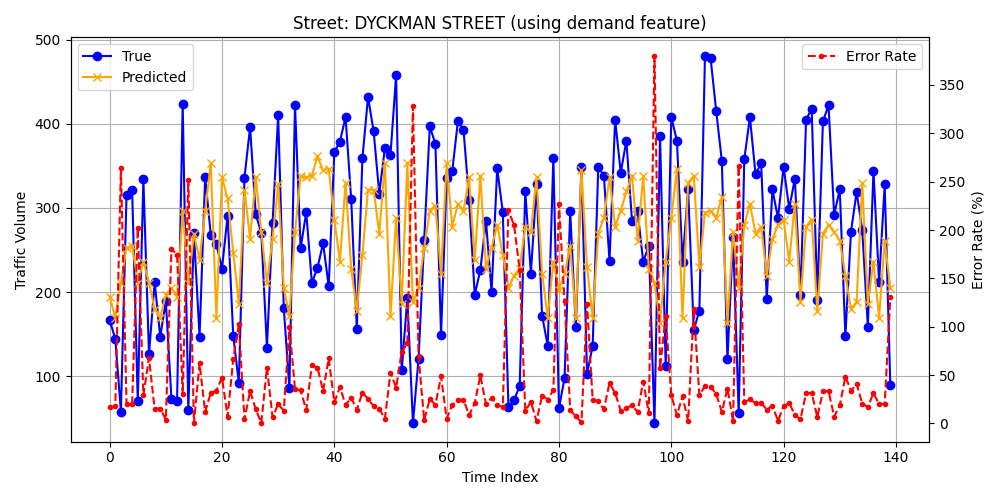 Street: DYCKMAN STREET (using demand feature)
True
Predicted
Error Rate
500
400
300
200
100
Traffic Volume
350
300
250
200
150
100
50
0
Error Rate (%)
0 20 40 60 80 100 120 140
Time Index